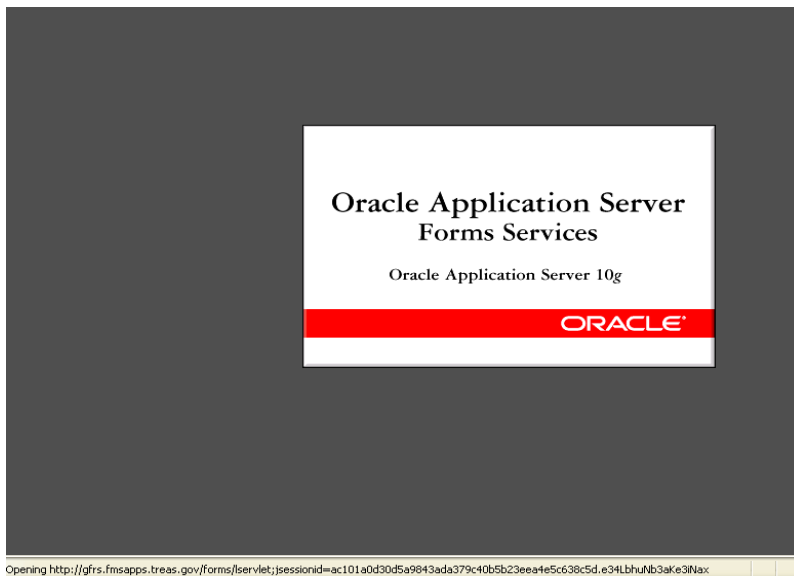 Oracle Application Server
Forms Services
Oracle Application Server 10g
ORACLE
Opening http://gfrs.fmsapps.treas.gov/forms/lservlet;jsessionid=ac101a0d30d5a9843ada379c40b5b23eea4e5c638c5d.e34LbhuNb3aKe3iNax